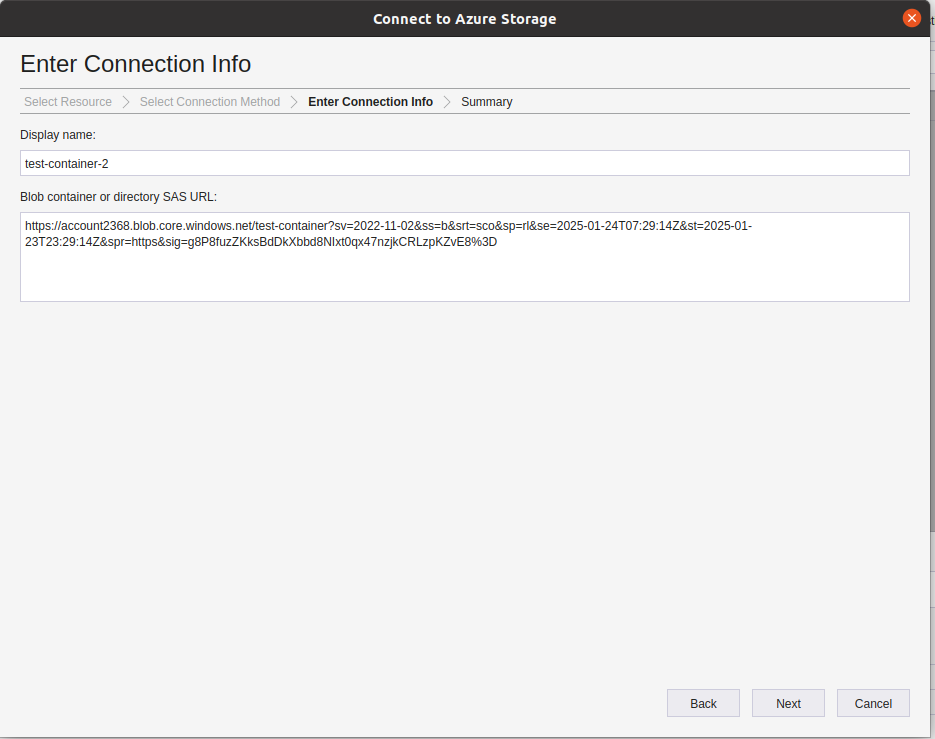 Connect to Azure Storage
Enter Connection Info
Select Resource
Select Connection Method
Enter Connection Info
Summary
Display name:
test-container-2
Blob container or directory SAS URL:
https://account2368.blob.core.windows.net/test-container?sv=2022-11-02&ss=b&srt=sco&sp=rl&se=2025-01-24T07:29:14Z&st=2025-01-
23T23:29:14Z&spr=https&sig=g8P8fuzZKksBdDkXbbd8NIxt0qx47nzjkCRLzpKZvE8%3D
Back
Next
Cancel